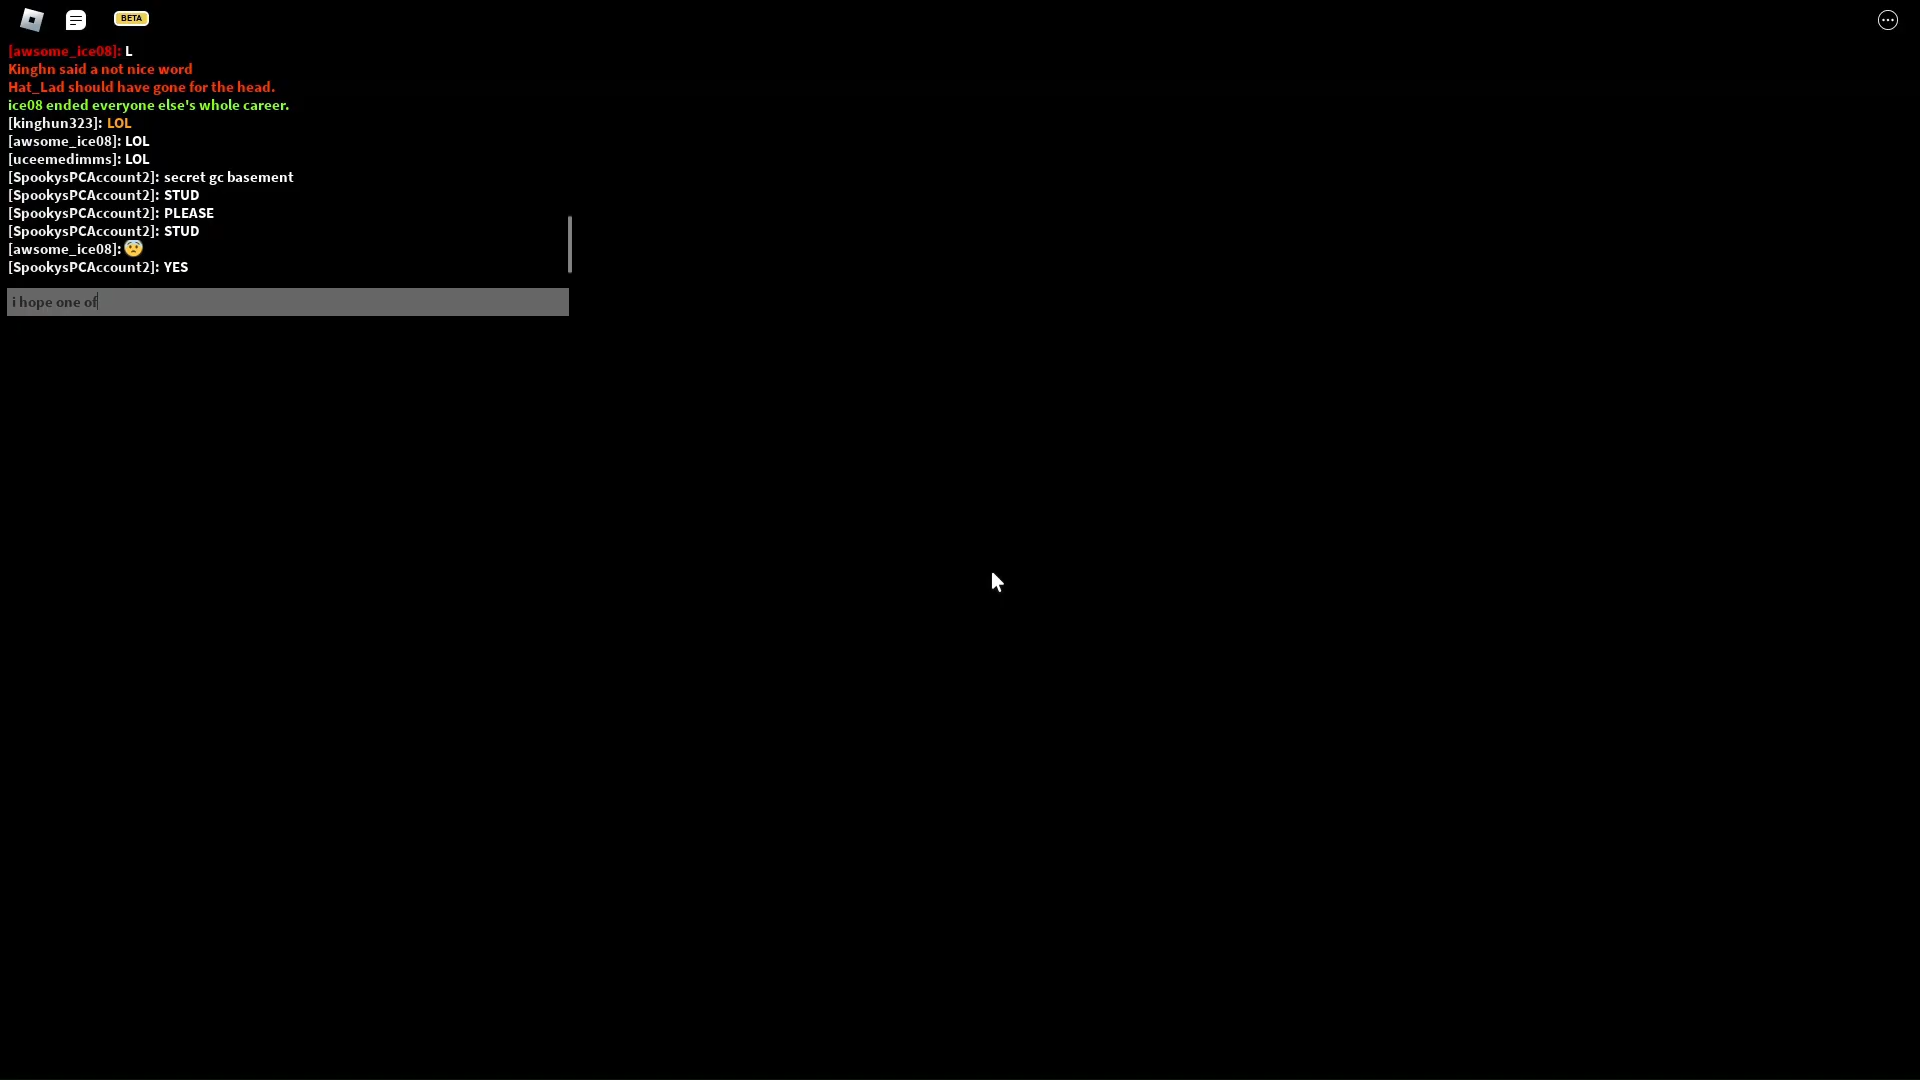 BETA
[awsome_ice08]: L
Kinghn said a not nice word
Hat_Lad should have gone for the head.
ice08 ended everyone else's whole career.
[kinghun323]: LOL
[awsome_ice08]: LOL
[uceemedimms]: LOL
[SpookysPCAccount2]: secret gc basement
[SpookysPCAccount2]: STUD
[SpookysPCAccount2]: PLEASE
[SpookysPCAccount2]: STUD
[awsome_ice08]: 😨
[SpookysPCAccount2]: YES
i hope one of